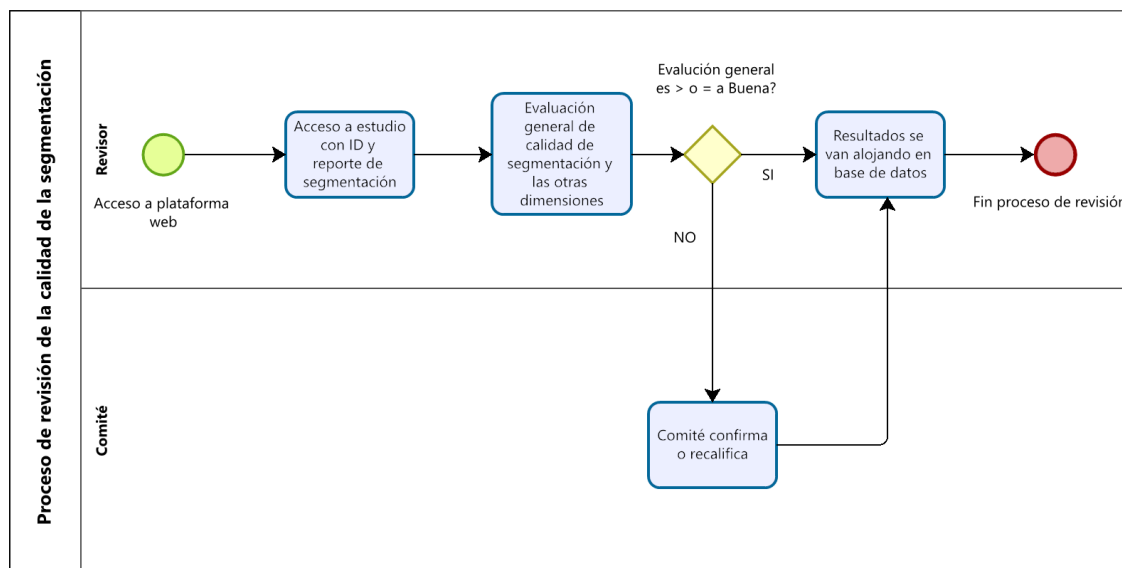 Proceso de revisión de la calidad de la segmentación
Revisor
Acceso a plataforma
web
Acceso a estudio
con ID y
reporte de
segmentación
Evaluación
general de
calidad de
segmentación y
las otras
dimensiones
Evalución general
es > o = a Buena?
SI
NO
Resultados se
van alojando en
base de datos
Fin proceso de revisión
Comité
Comité confirma
o recalifica